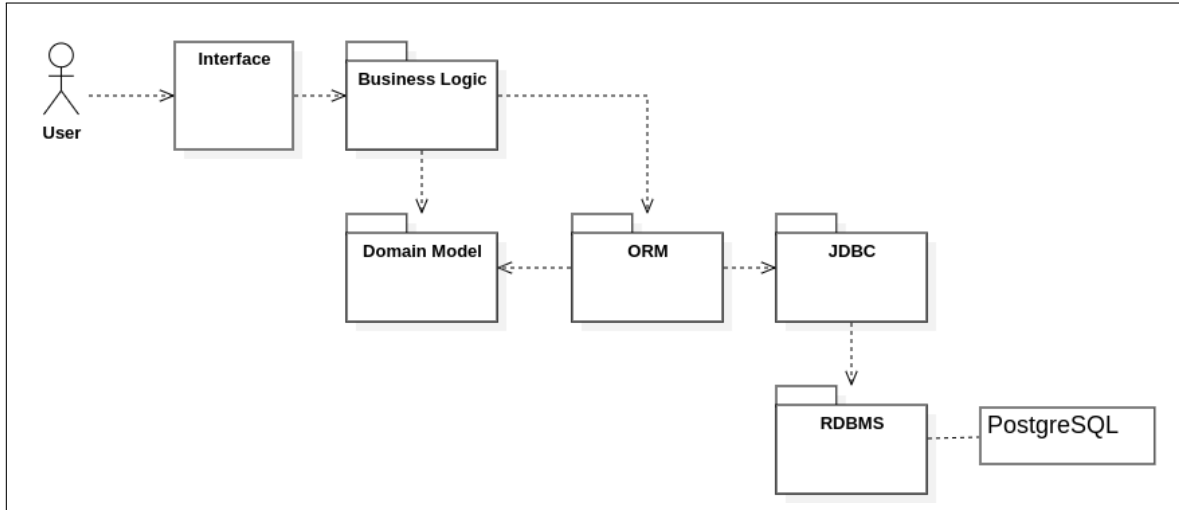 Interface
Business Logic
User
Domain Model
ORM
JDBC
RDBMS
PostgreSQL